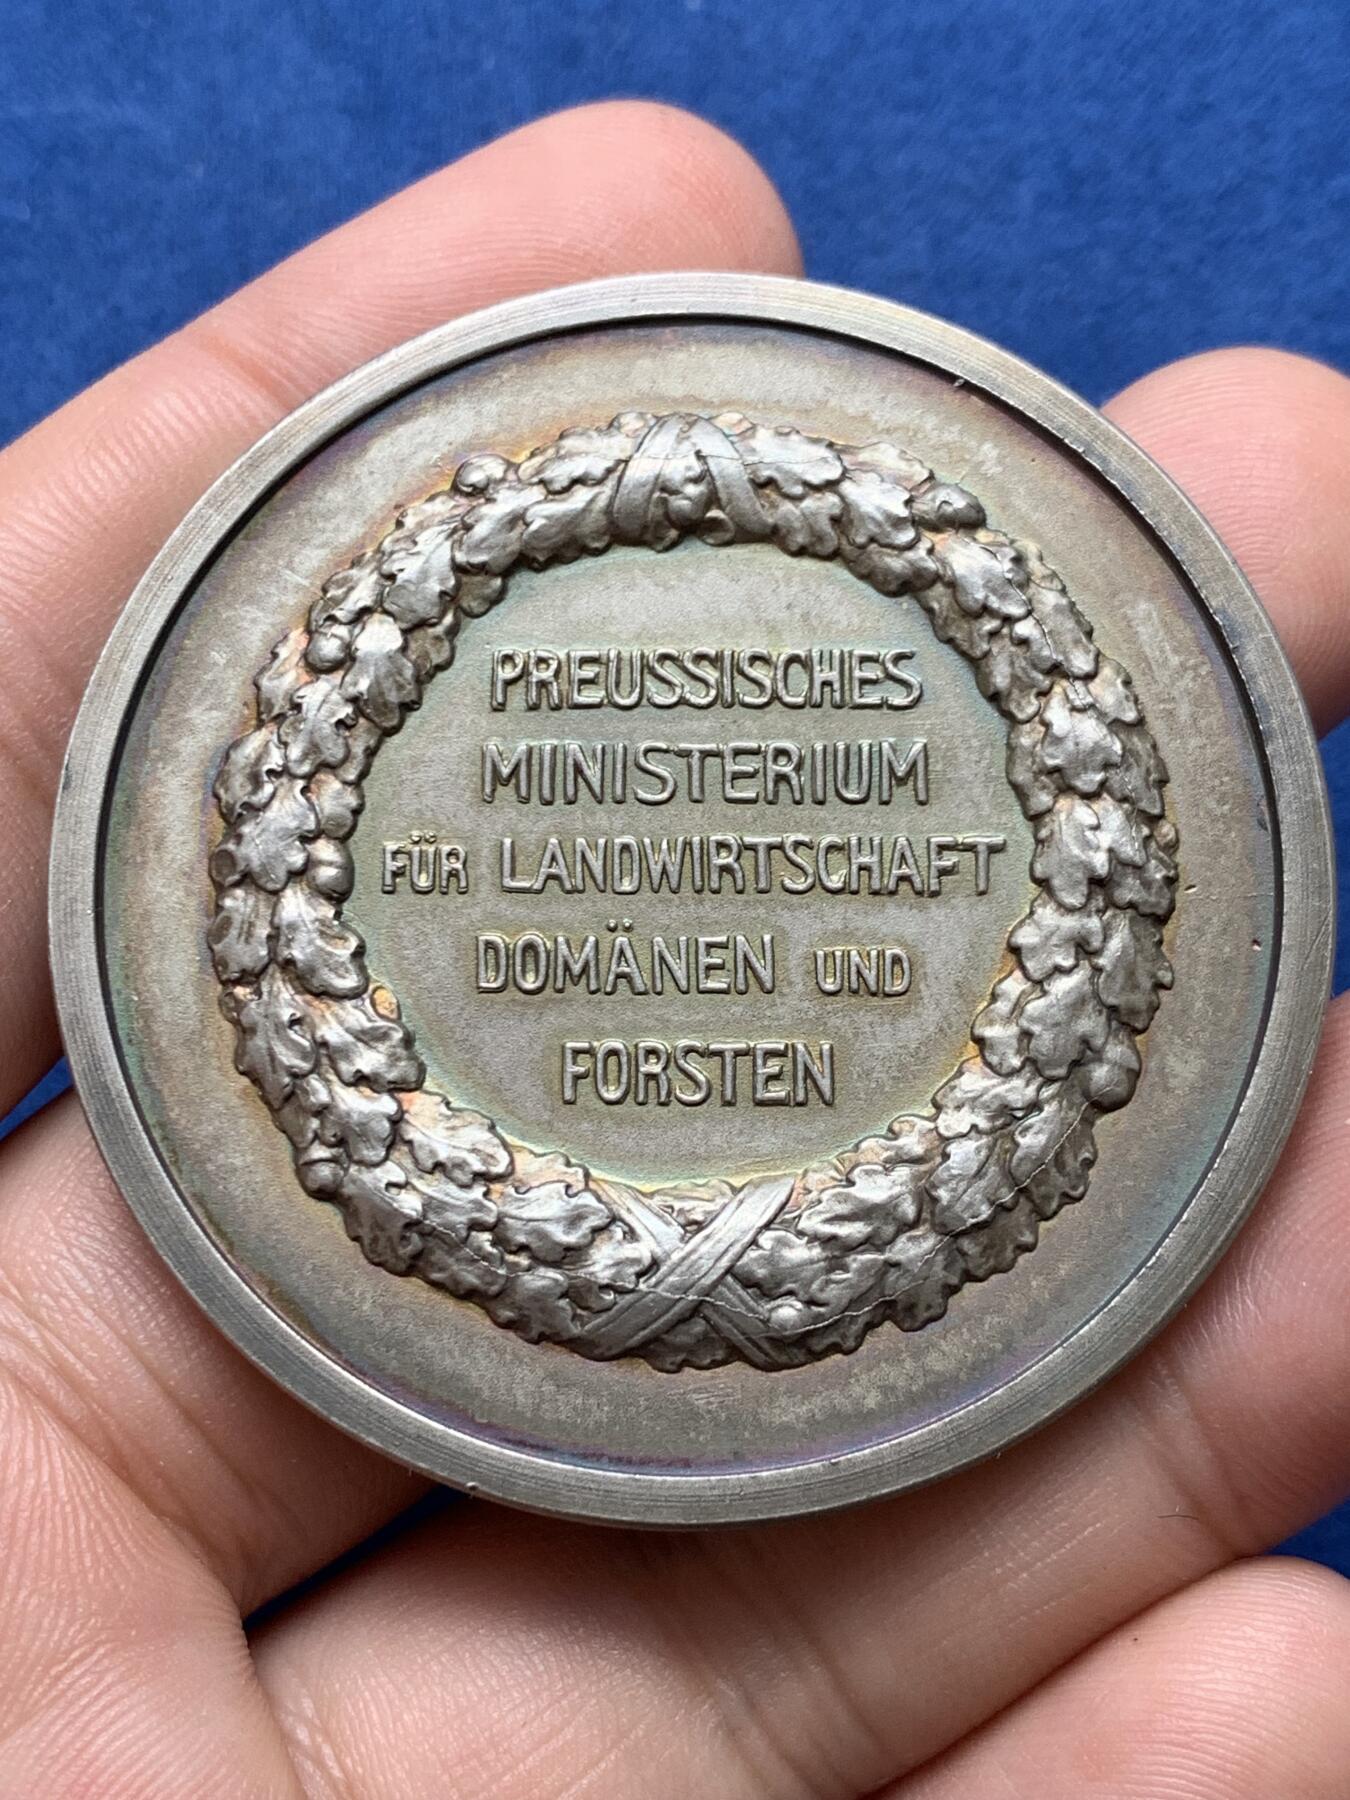 PREUSSISCHES
MINISTERIUM
FÜR LANDWIRTSCHAFT
DOMÄNEN UND
FORSTEN